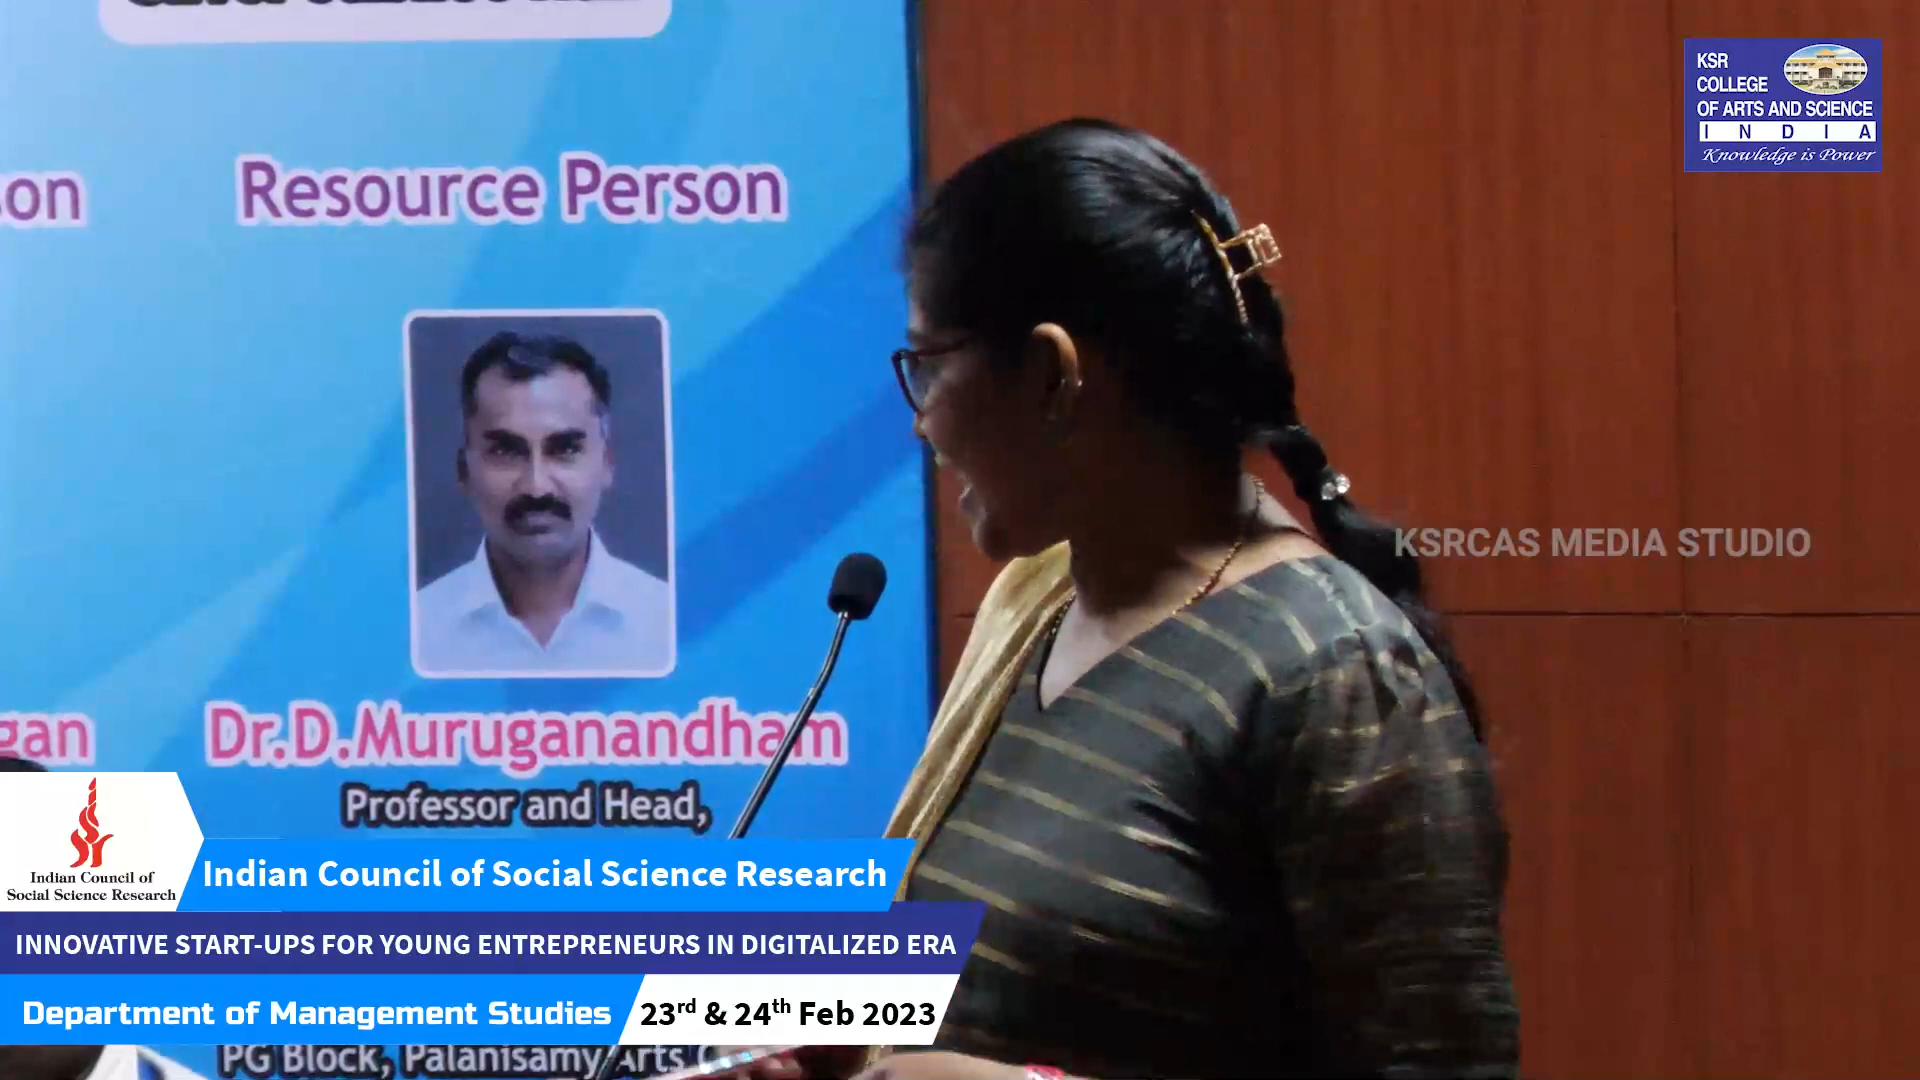 Resource Person
KSR
COLLEGE
OF ARTS AND SCIENCE
INDIA
Knowledge is Power
KSRCAS MEDIA STUDIO
Dr.D.Muruganandham
Professor and Head,
Indian Council of
Social Science Research
Indian Council of Social Science Research
INNOVATIVE START-UPS FOR YOUNG ENTREPRENEURS IN DIGITALIZED ERA
Department of Management Studies
23rd & 24th Feb 2023
PG Block, Palanisamy Arts